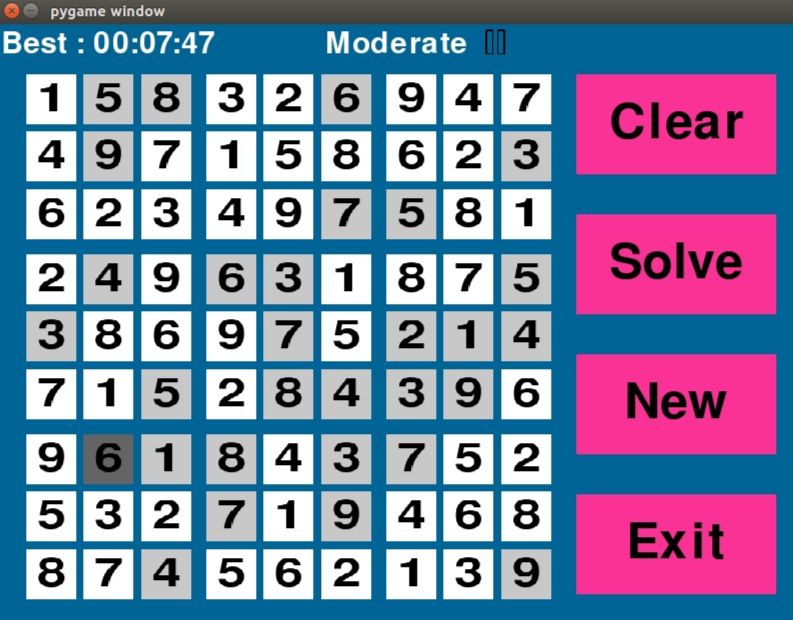 pygame window
Best : 00:07:47 Moderate
1 5 8 3 2 6 9 4 7
4 9 7 1 5 8 6 2 3
6 2 3 4 9 7 5 8 1
2 4 9 6 3 1 8 7 5
3 8 6 9 7 5 2 1 4
7 1 5 2 8 4 3 9 6
9 6 1 8 4 3 7 5 2
5 3 2 7 1 9 4 6 8
8 7 4 5 6 2 1 3 9
Clear
Solve
New
Exit